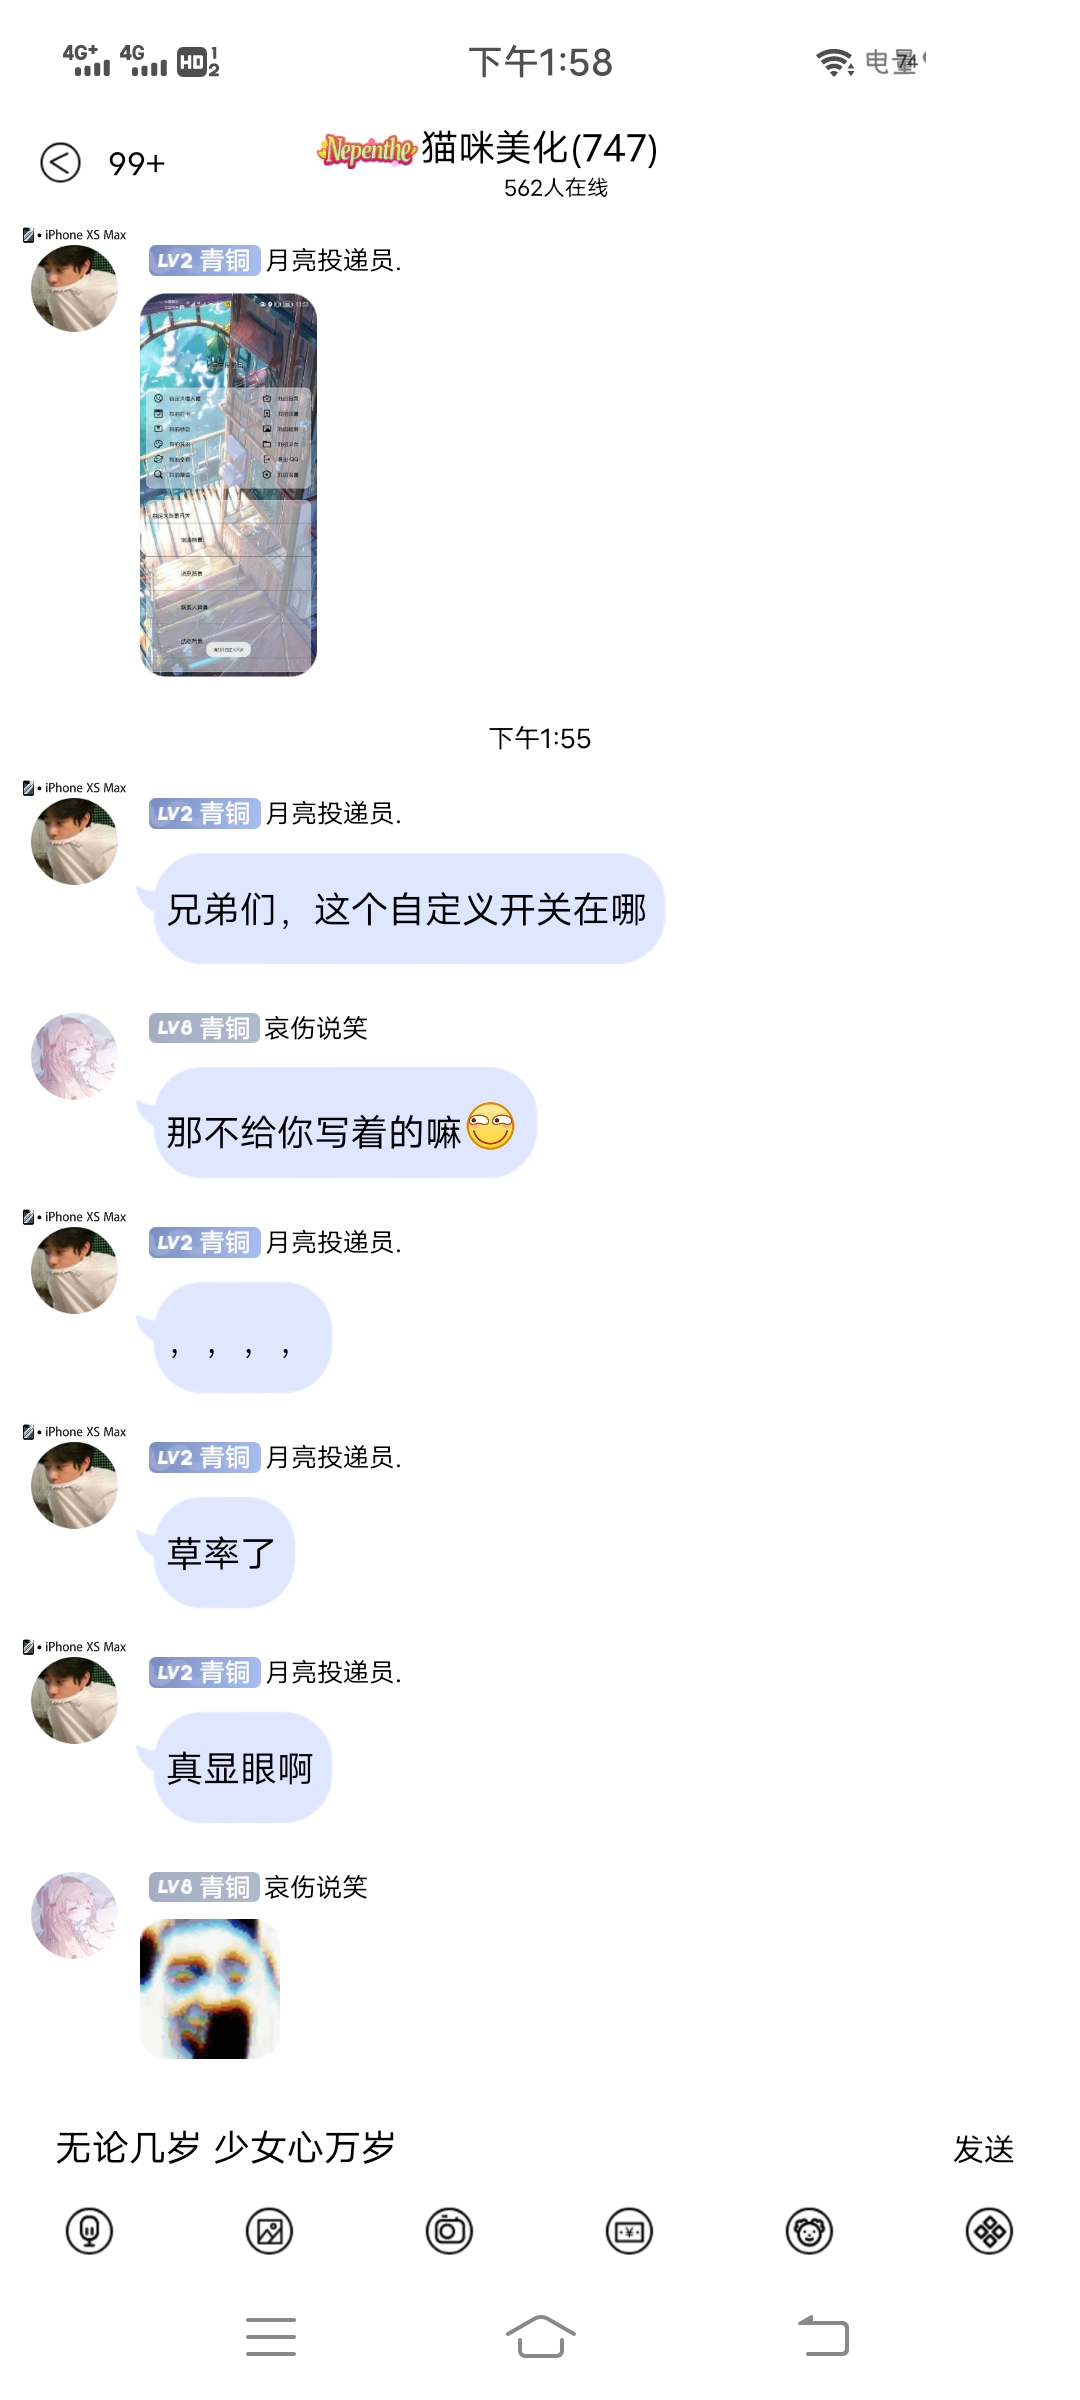 4G+ 4G HD 1 2 下午1:58 电量 74
99+ Nepenthe 猫咪美化(747)
562人在线
• iPhone XS Max
LV2 青铜 月亮投递员.
下午1:55
• iPhone XS Max
LV2 青铜 月亮投递员.
兄弟们，这个自定义开关在哪
LV8 青铜 哀伤说笑
那不给你写着的嘛
• iPhone XS Max
LV2 青铜 月亮投递员.
，，，，
• iPhone XS Max
LV2 青铜 月亮投递员.
草率了
• iPhone XS Max
LV2 青铜 月亮投递员.
真显眼啊
LV8 青铜 哀伤说笑
无论几岁 少女心万岁 发送